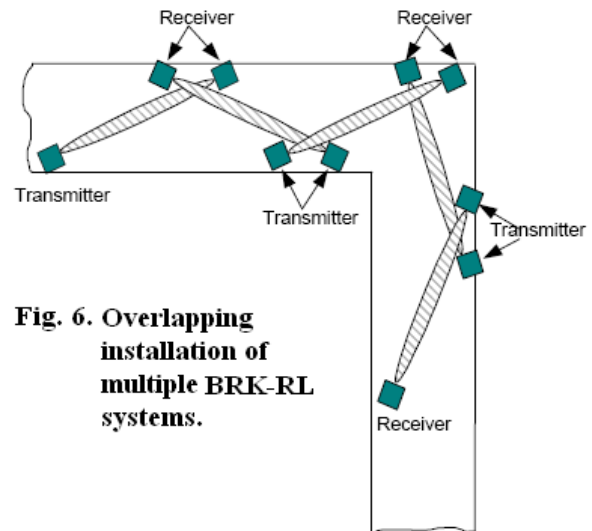 Receiver
Receiver
Transmitter
Transmitter
Transmitter
Fig. 6. Overlapping
installation of
multiple BRK-RL
systems.
Receiver